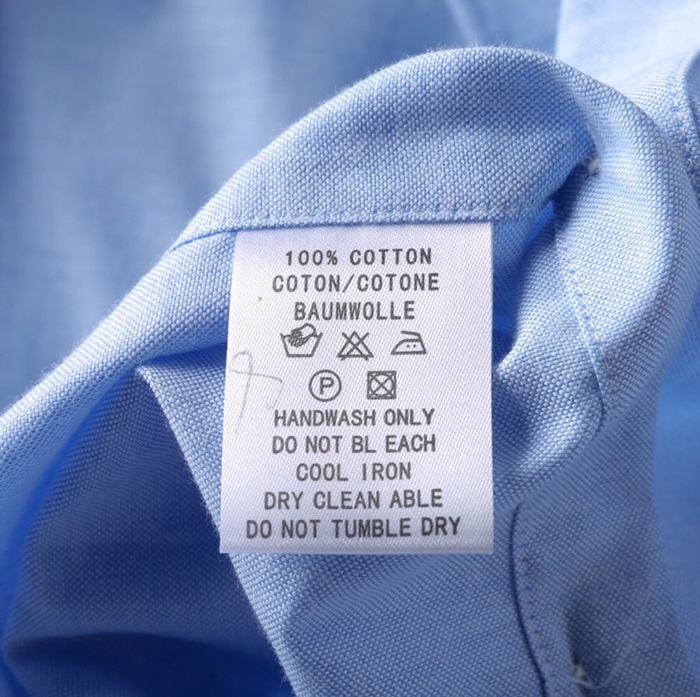 100% COTTON
COTON/COTONE
BAUMWOLLE
P
HANDWASH ONLY
DO NOT BL EACH
COOL IRON
DRY CLEAN ABLE
DO NOT TUMBLE DRY